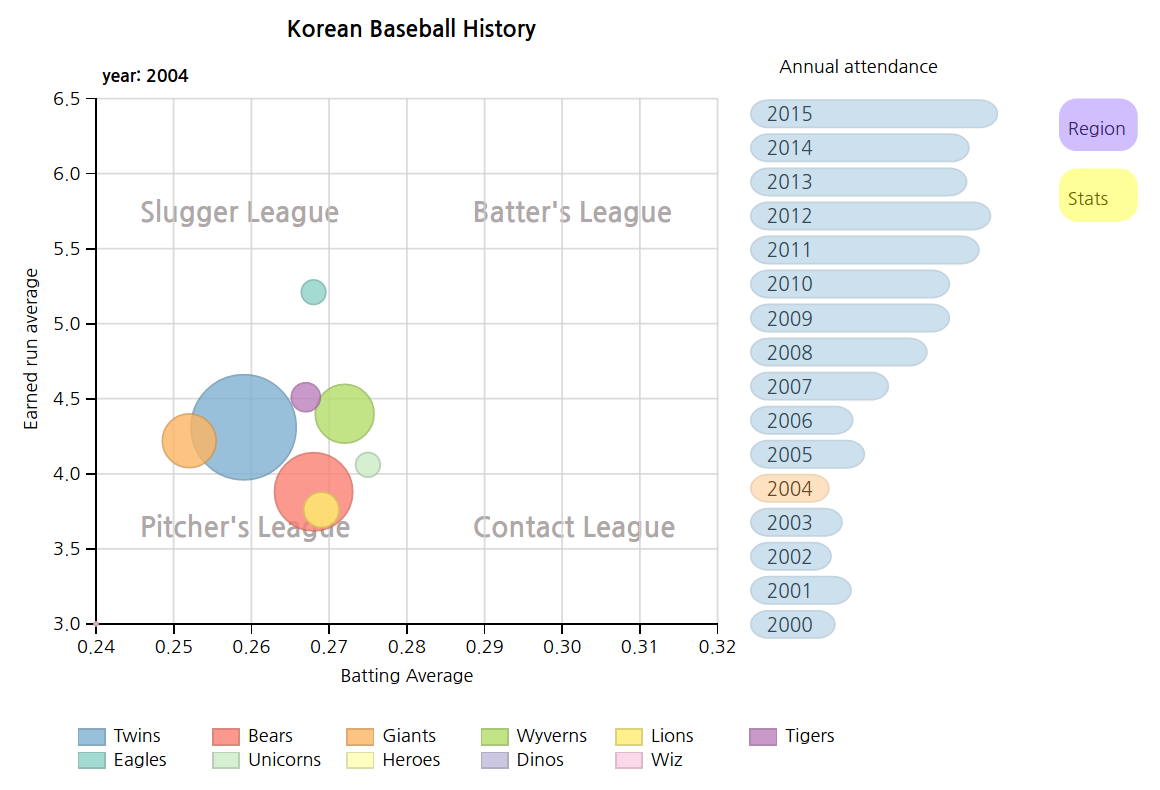 Korean Baseball History
year: 2004
Annual attendance
6.5
6.0
5.5
5.0
4.5
4.0
3.5
3.0
Earned run average
Slugger League
Batter's League
Pitcher's League
Contact League
0.24
0.25
0.26
0.27
0.28
0.29
0.30
0.31
0.32
Batting Average
2015
2014
2013
2012
2011
2010
2009
2008
2007
2006
2005
2004
2003
2002
2001
2000
Region
Stats
Twins
Bears
Giants
Wyverns
Lions
Tigers
Eagles
Unicorns
Heroes
Dinos
Wiz